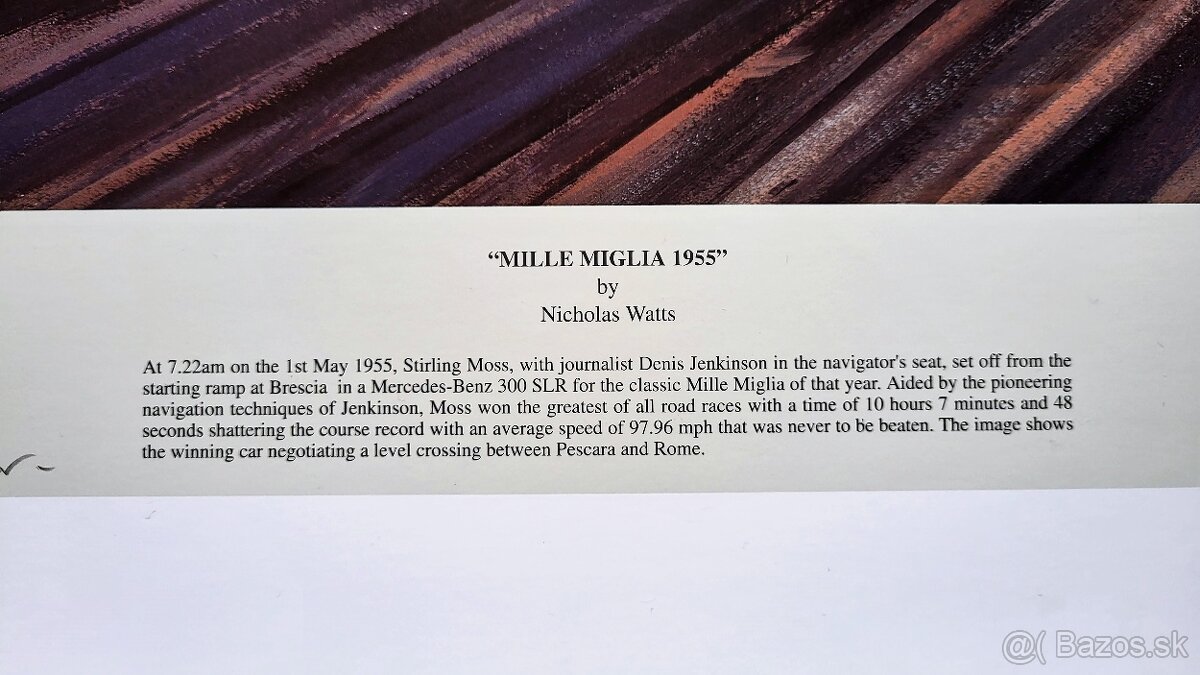 “MILLE MIGLIA 1955”
by
Nicholas Watts
At 7.22am on the 1st May 1955, Stirling Moss, with journalist Denis Jenkinson in the navigator's seat, set off from the
starting ramp at Brescia in a Mercedes-Benz 300 SLR for the classic Mille Miglia of that year. Aided by the pioneering
navigation techniques of Jenkinson, Moss won the greatest of all road races with a time of 10 hours 7 minutes and 48
seconds shattering the course record with an average speed of 97.96 mph that was never to be beaten. The image shows
the winning car negotiating a level crossing between Pescara and Rome.
@( Bazos.sk